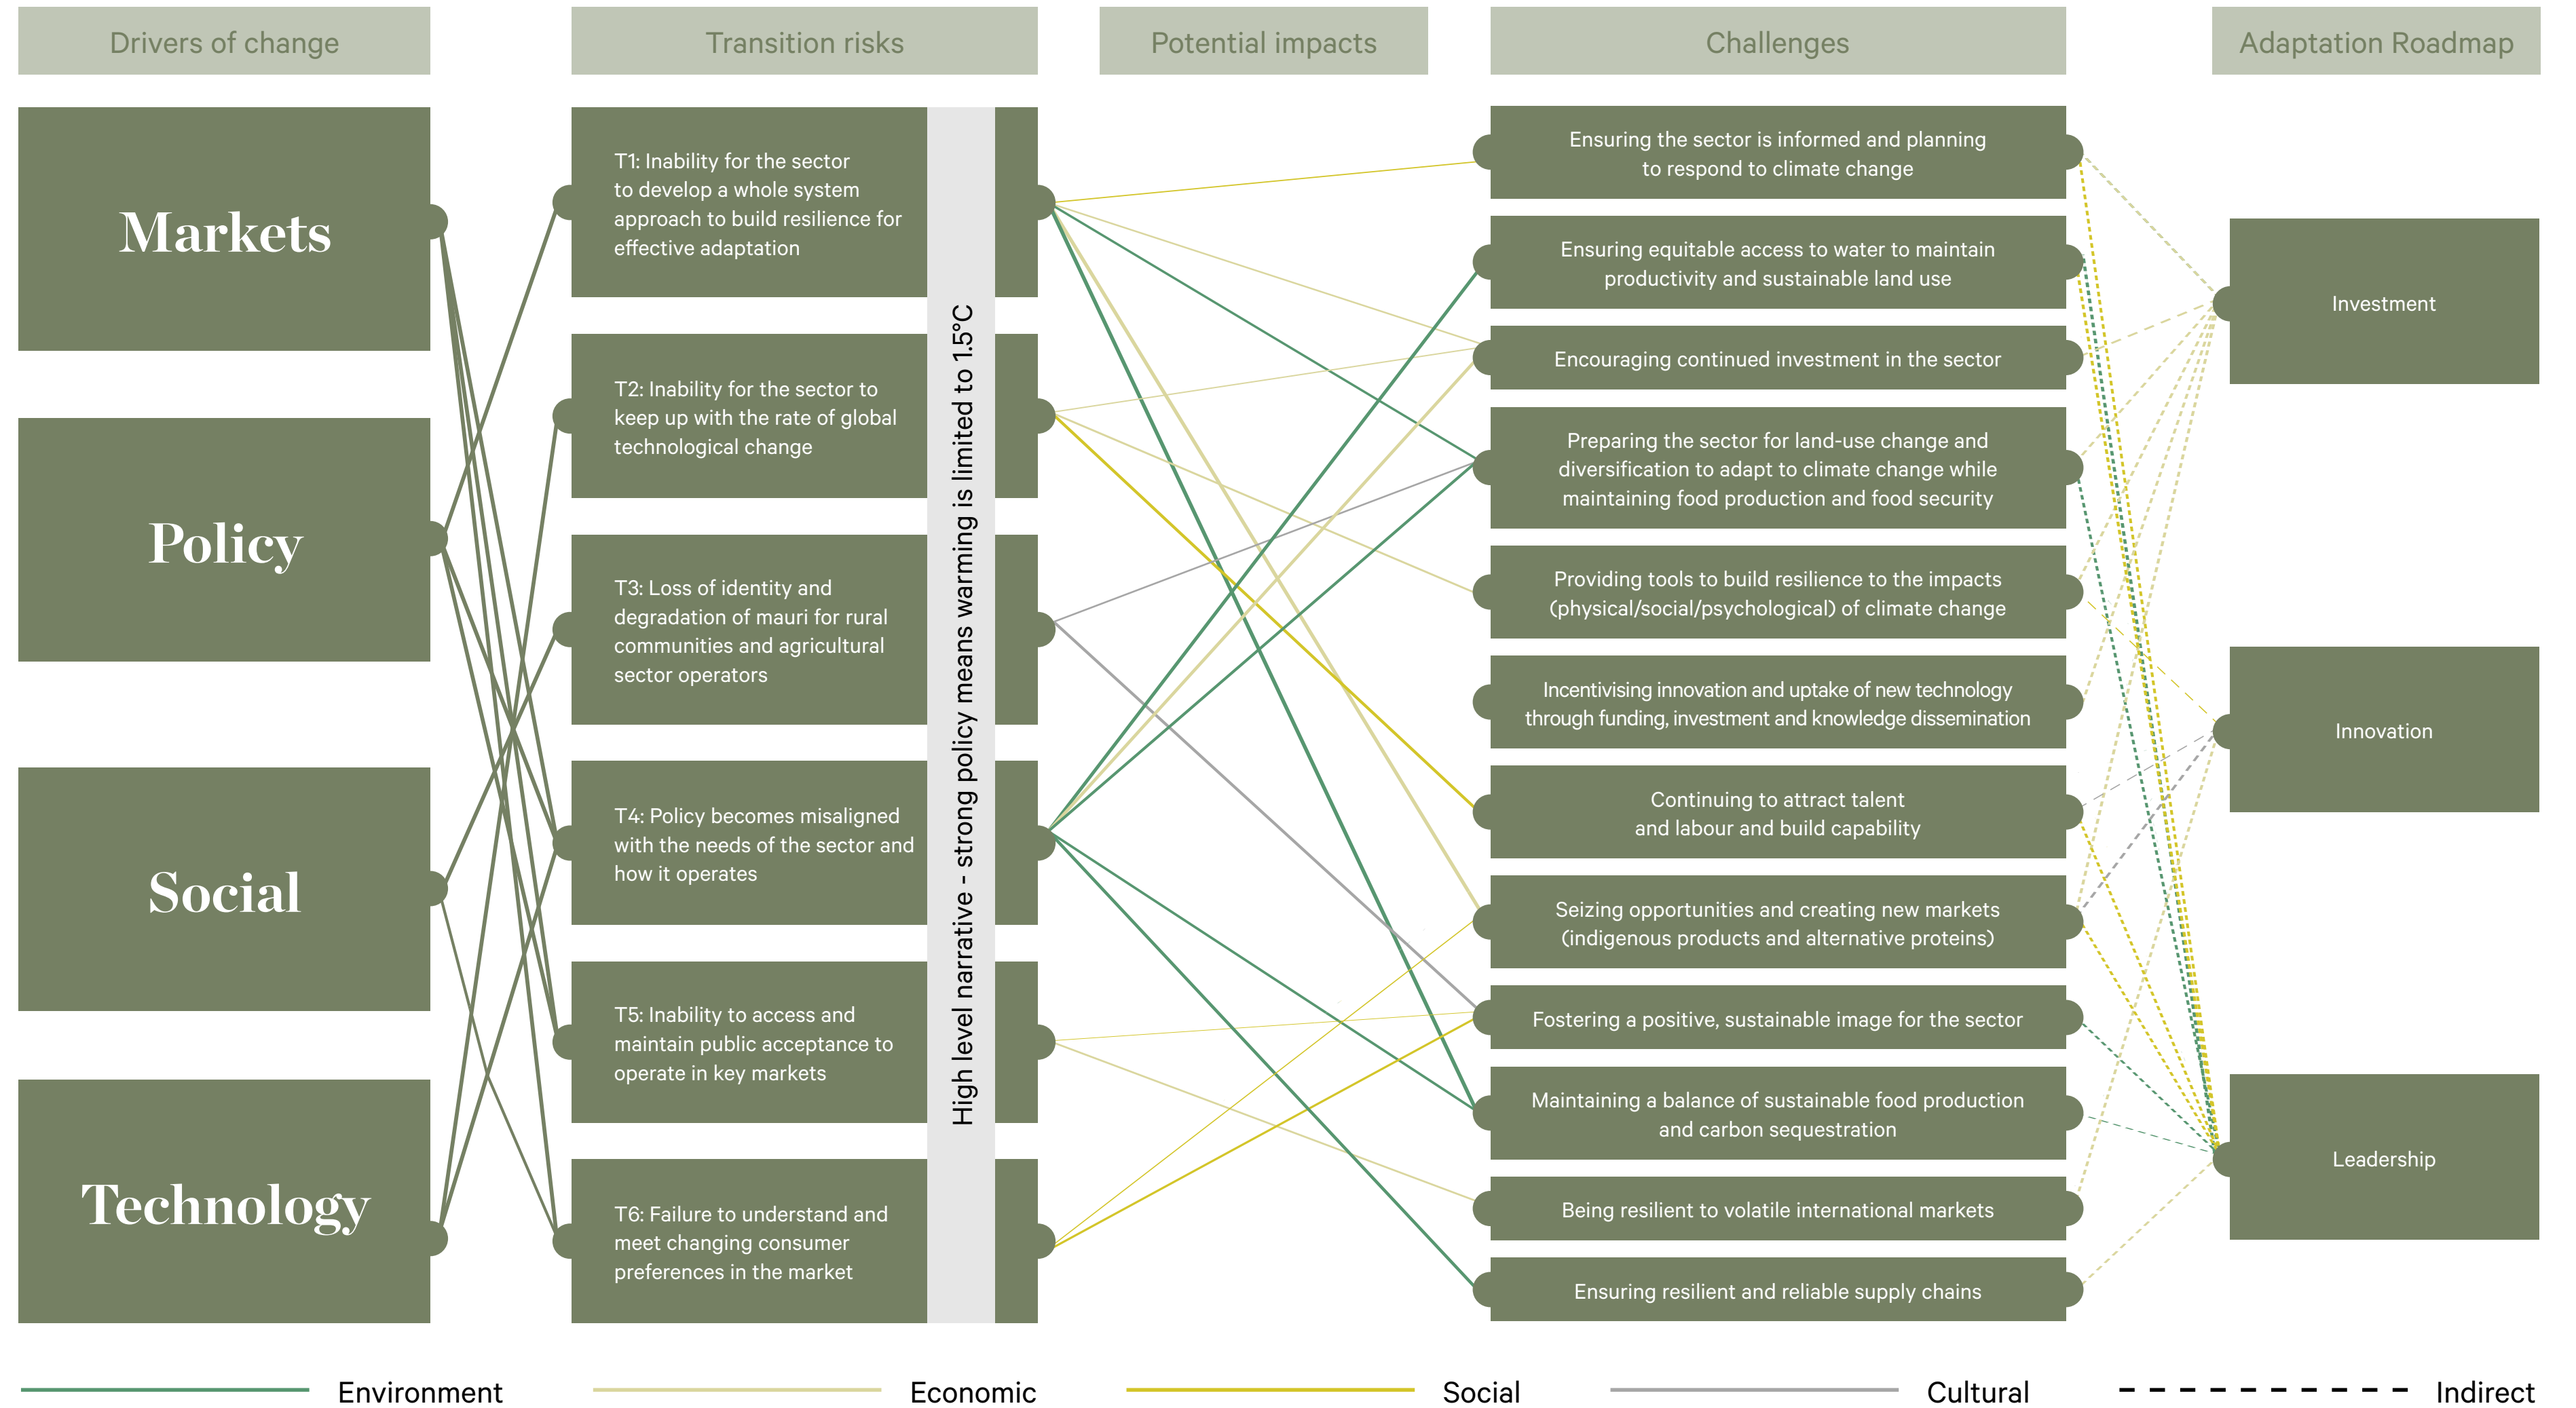 Drivers of change
Transition risks
Potential impacts
Challenges
Adaptation Roadmap
Markets
Policy
Social
Technology
T1: Inability for the sector
to develop a whole system
approach to build resilience for
effective adaptation
T2: Inability for the sector to
keep up with the rate of global
technological change
T3: Loss of identity and
degradation of mauri for rural
communities and agricultural
sector operators
T4: Policy becomes misaligned
with the needs of the sector and
how it operates
T5: Inability to access and
maintain public acceptance to
operate in key markets
T6: Failure to understand and
meet changing consumer
preferences in the market
High level narrative - strong policy means warming is limited to 1.5°C
Ensuring the sector is informed and planning
to respond to climate change
Ensuring equitable access to water to maintain
productivity and sustainable land use
Encouraging continued investment in the sector
Preparing the sector for land-use change and
diversification to adapt to climate change while
maintaining food production and food security
Providing tools to build resilience to the impacts
(physical/social/psychological) of climate change
Incentivising innovation and uptake of new technology
through funding, investment and knowledge dissemination
Continuing to attract talent
and labour and build capability
Seizing opportunities and creating new markets
(indigenous products and alternative proteins)
Fostering a positive, sustainable image for the sector
Maintaining a balance of sustainable food production
and carbon sequestration
Being resilient to volatile international markets
Ensuring resilient and reliable supply chains
Investment
Innovation
Leadership
Environment
Economic
Social
Cultural
Indirect